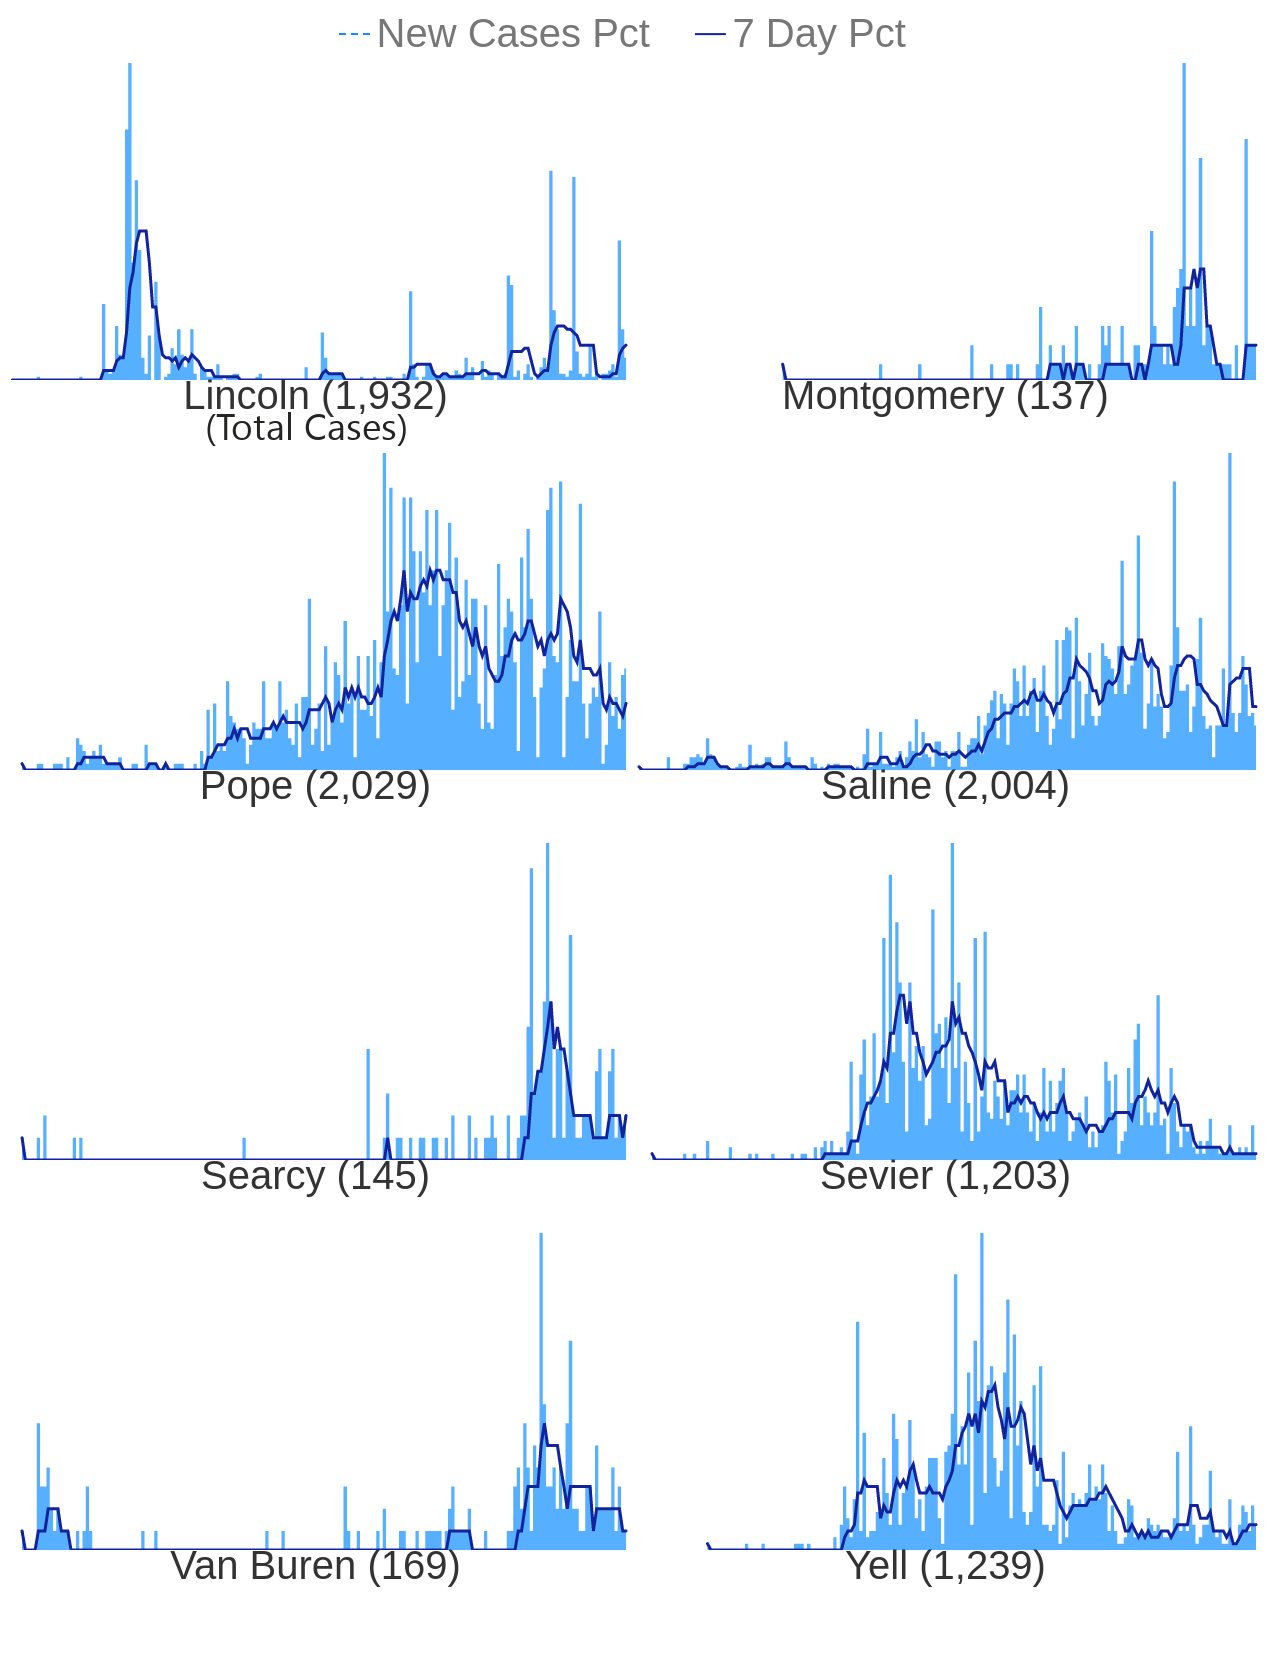 New Cases Pct 7 Day Pct
Lincoln (1,932) Montgomery (137)
(Total Cases)
Pope (2,029) Saline (2,004)
Searcy (145) Sevier (1,203)
Van Buren (169) Yell (1,239)